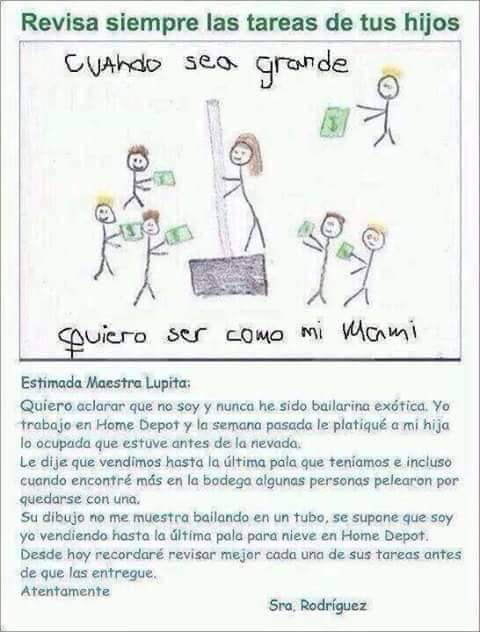 Revisa siempre las tareas de tus hijos
CUAndo sea grande
Quiero ser como mi Mami
Estimada Maestra Lupita:
Quiero aclarar que no soy y nunca he sido bailarina exótica. Yo
trabajo en Home Depot y la semana pasada le platiqué a mi hija
lo ocupada que estuve antes de la nevada.
Le dije que vendimos hasta la última pala que teníamos e incluso
cuando encontré más en la bodega algunas personas pelearon por
quedarse con una.
Su dibujo no me muestra bailando en un tubo, se supone que soy
yo vendiendo hasta la última pala para nieve en Home Depot.
Desde hoy recordaré revisar mejor cada una de sus tareas antes
de que las entregue.
Atentamente
Sra. Rodríguez